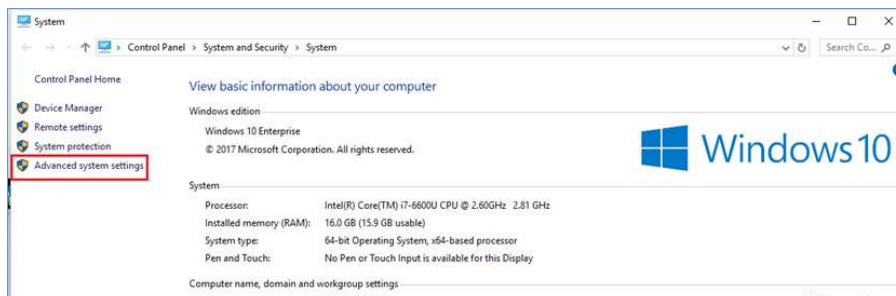 System
Control Panel > System and Security > System
Search Co...
Control Panel Home
Device Manager
Remote settings
System protection
Advanced system settings
View basic information about your computer
Windows edition
Windows 10 Enterprise
© 2017 Microsoft Corporation. All rights reserved.
Windows 10
System
Processor: Intel(R) Core(TM) i7-6600U CPU @ 2.60GHz 2.81 GHz
Installed memory (RAM): 16.0 GB (15.9 GB usable)
System type: 64-bit Operating System, x64-based processor
Pen and Touch: No Pen or Touch Input is available for this Display
Computer name, domain and workgroup settings